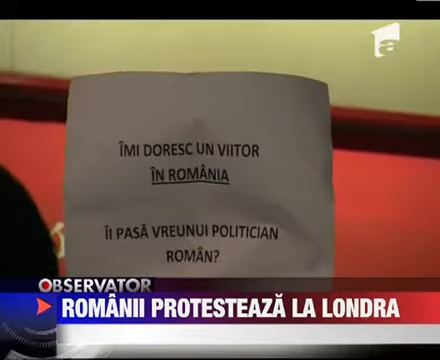 ÎMI DORESC UN VIITOR
ÎN ROMÂNIA
ÎI PASĂ VREUNUI POLITICIAN
ROMÂN?
OBSERVATOR
ROMÂNII PROTESTEAZĂ LA LONDRA